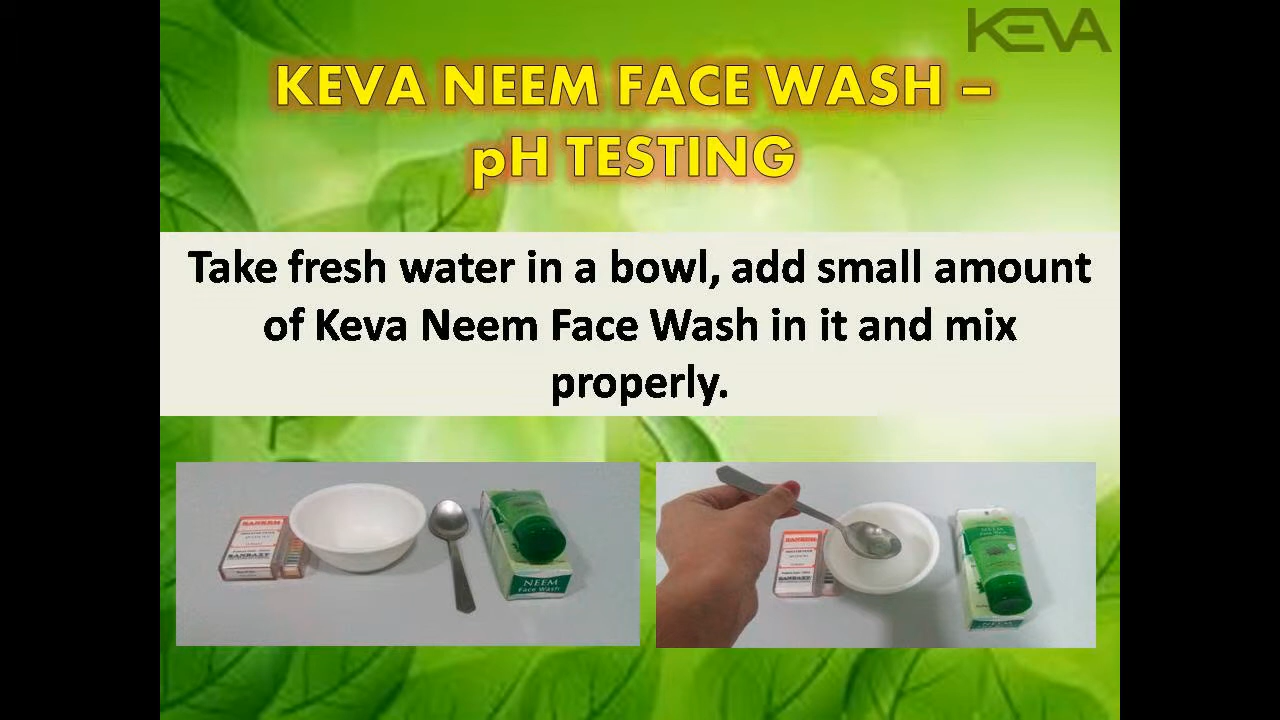 KEVA
KEVA NEEM FACE WASH –
pH TESTING
Take fresh water in a bowl, add small amount
of Keva Neem Face Wash in it and mix
properly.
NEEM
Face Wash
NEEM